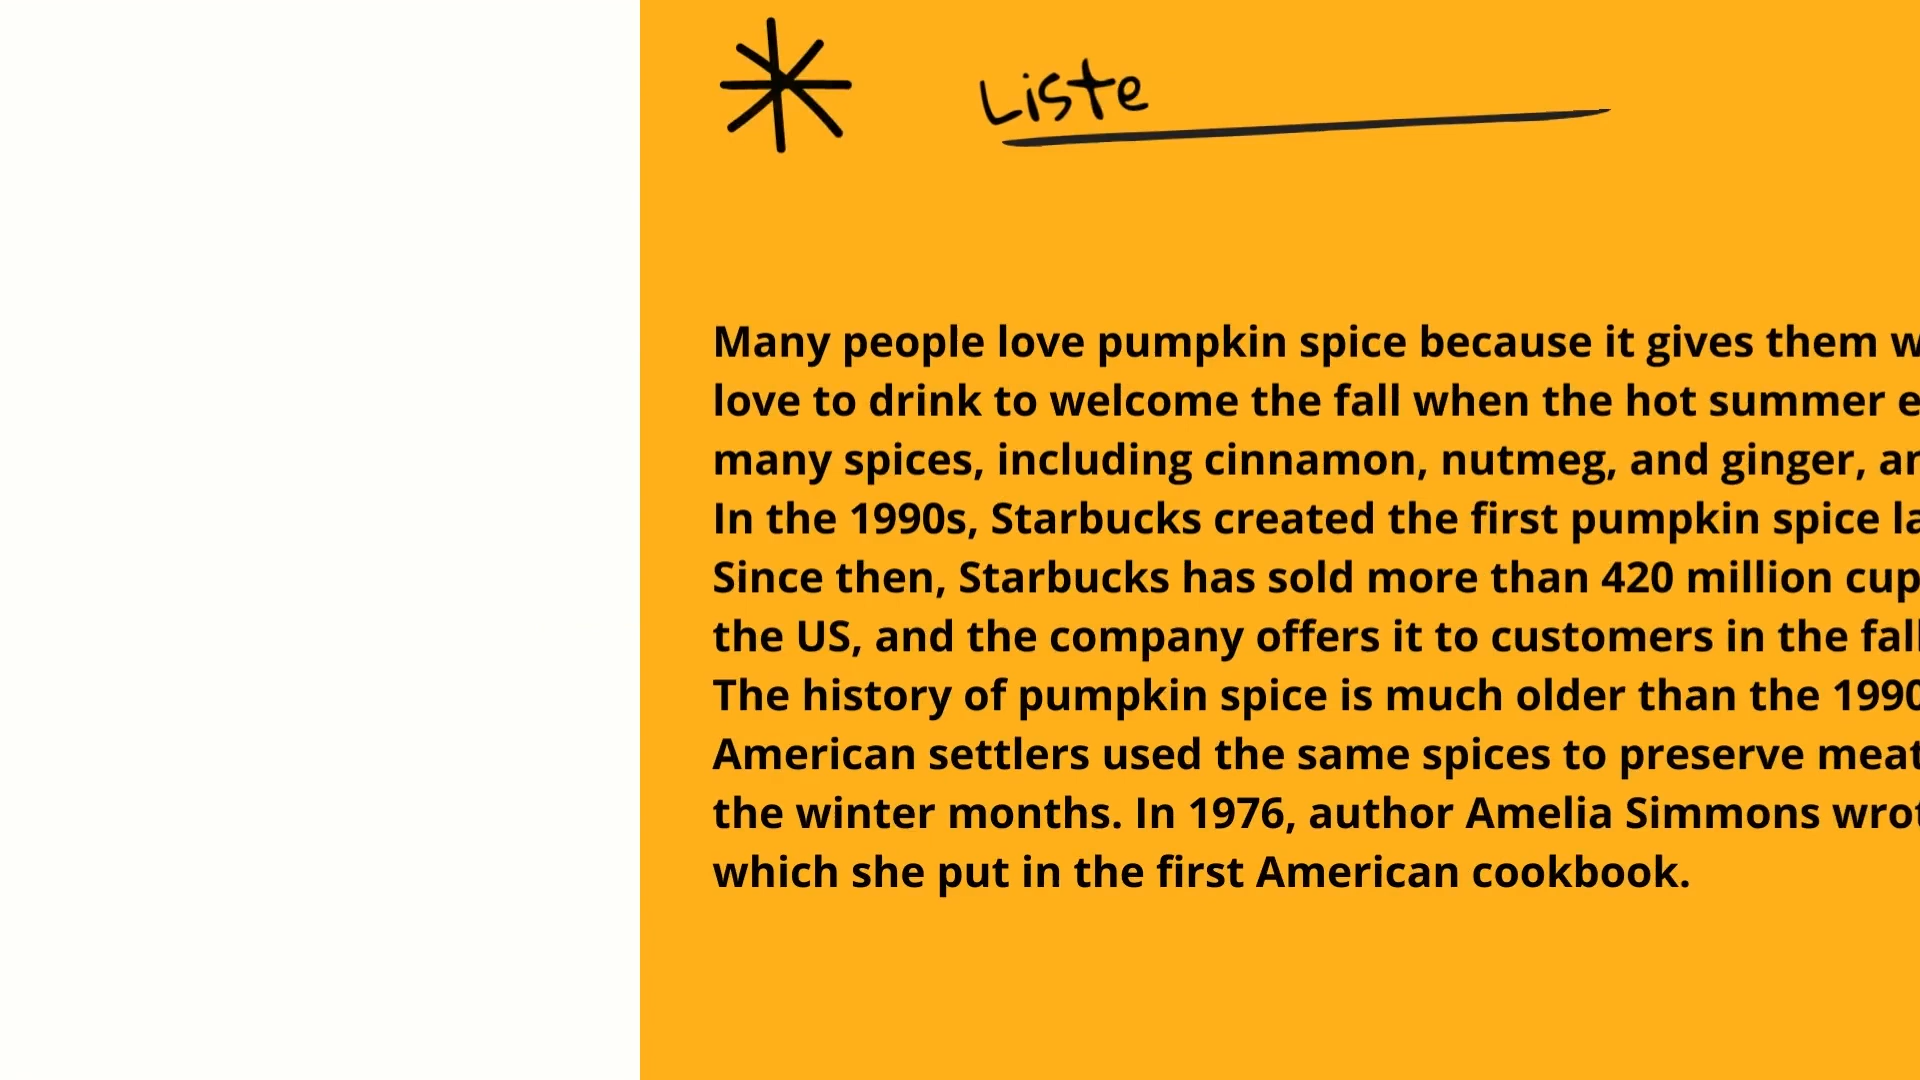 Liste
Many people love pumpkin spice because it gives them
love to drink to welcome the fall when the hot summer
many spices, including cinnamon, nutmeg, and ginger,
In the 1990s, Starbucks created the first pumpkin spice
Since then, Starbucks has sold more than 420 million cup
the US, and the company offers it to customers in the fall
The history of pumpkin spice is much older than the 1990
American settlers used the same spices to preserve meat
the winter months. In 1976, author Amelia Simmons
which she put in the first American cookbook.